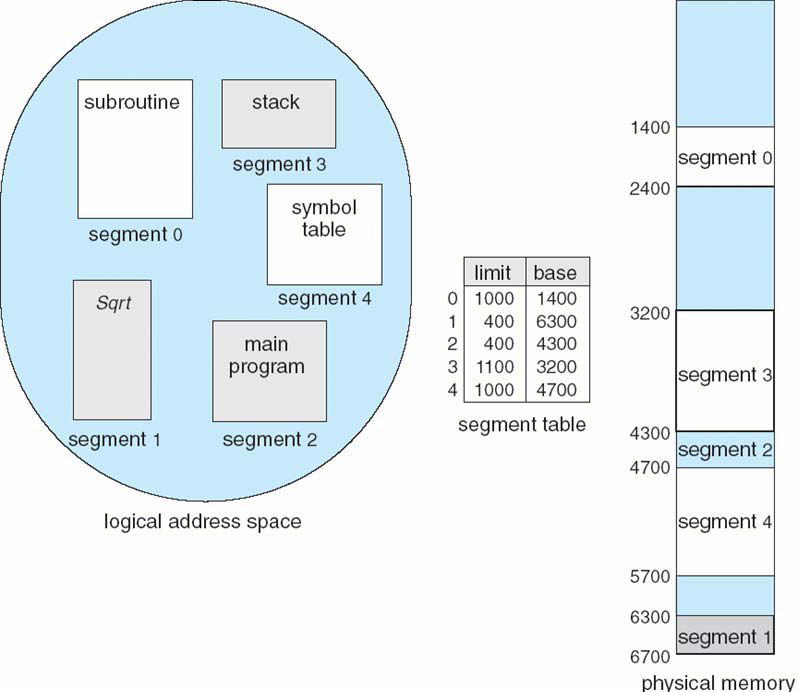 subroutine
segment 0
stack
segment 3
symbol
table
segment 4
Sqrt
segment 1
main
program
segment 2
logical address space
limit base
0 1000 1400
1 400 6300
2 400 4300
3 1100 3200
4 1000 4700
segment table
1400
segment 0
2400
3200
segment 3
4300
segment 2
4700
segment 4
5700
6300
segment 1
6700
physical memory